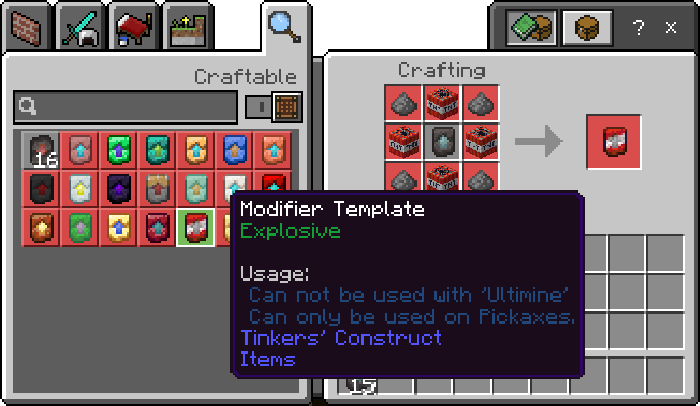 Craftable
Crafting
?
x
16
Modifier Template
Explosive
Usage:
Can not be used with 'Ultimine'
Can only be used on Pickaxes.
Tinkers' Construct
Items
15